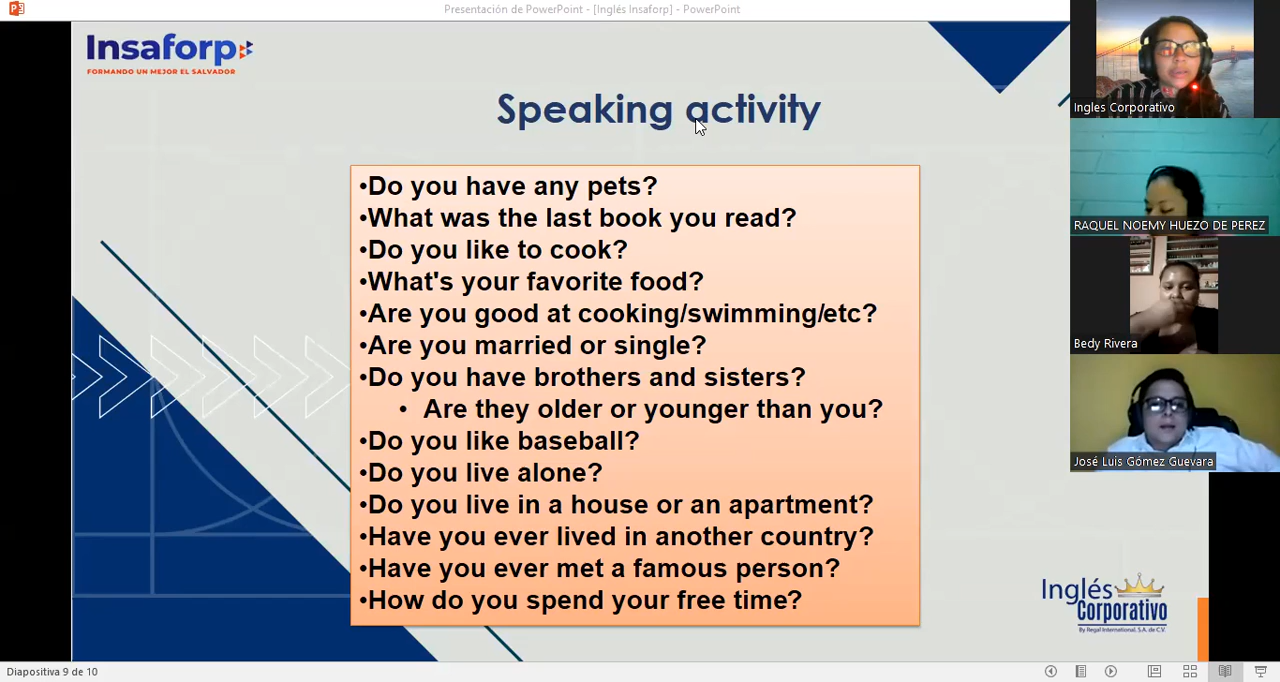 Presentación de PowerPoint - [Inglés Insaforp] - PowerPoint
Insaforp
FORMANDO UN MEJOR EL SALVADOR
Speaking activity
•Do you have any pets?
•What was the last book you read?
•Do you like to cook?
•What's your favorite food?
•Are you good at cooking/swimming/etc?
•Are you married or single?
•Do you have brothers and sisters?
• Are they older or younger than you?
•Do you like baseball?
•Do you live alone?
•Do you live in a house or an apartment?
•Have you ever lived in another country?
•Have you ever met a famous person?
•How do you spend your free time?
Ingles Corporativo
RAQUEL NOEMY HUEZO DE PEREZ
Bedy Rivera
José Luis Gómez Guevara
Inglés
Corporativo
By Regal International, S.A. de C.V.
Diapositiva 9 de 10